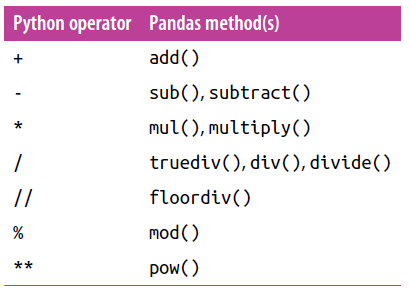 Python operator Pandas method(s)
+ add()
- sub(), subtract()
* mul(), multiply()
/ truediv(), div(), divide()
// floordiv()
% mod()
** pow()